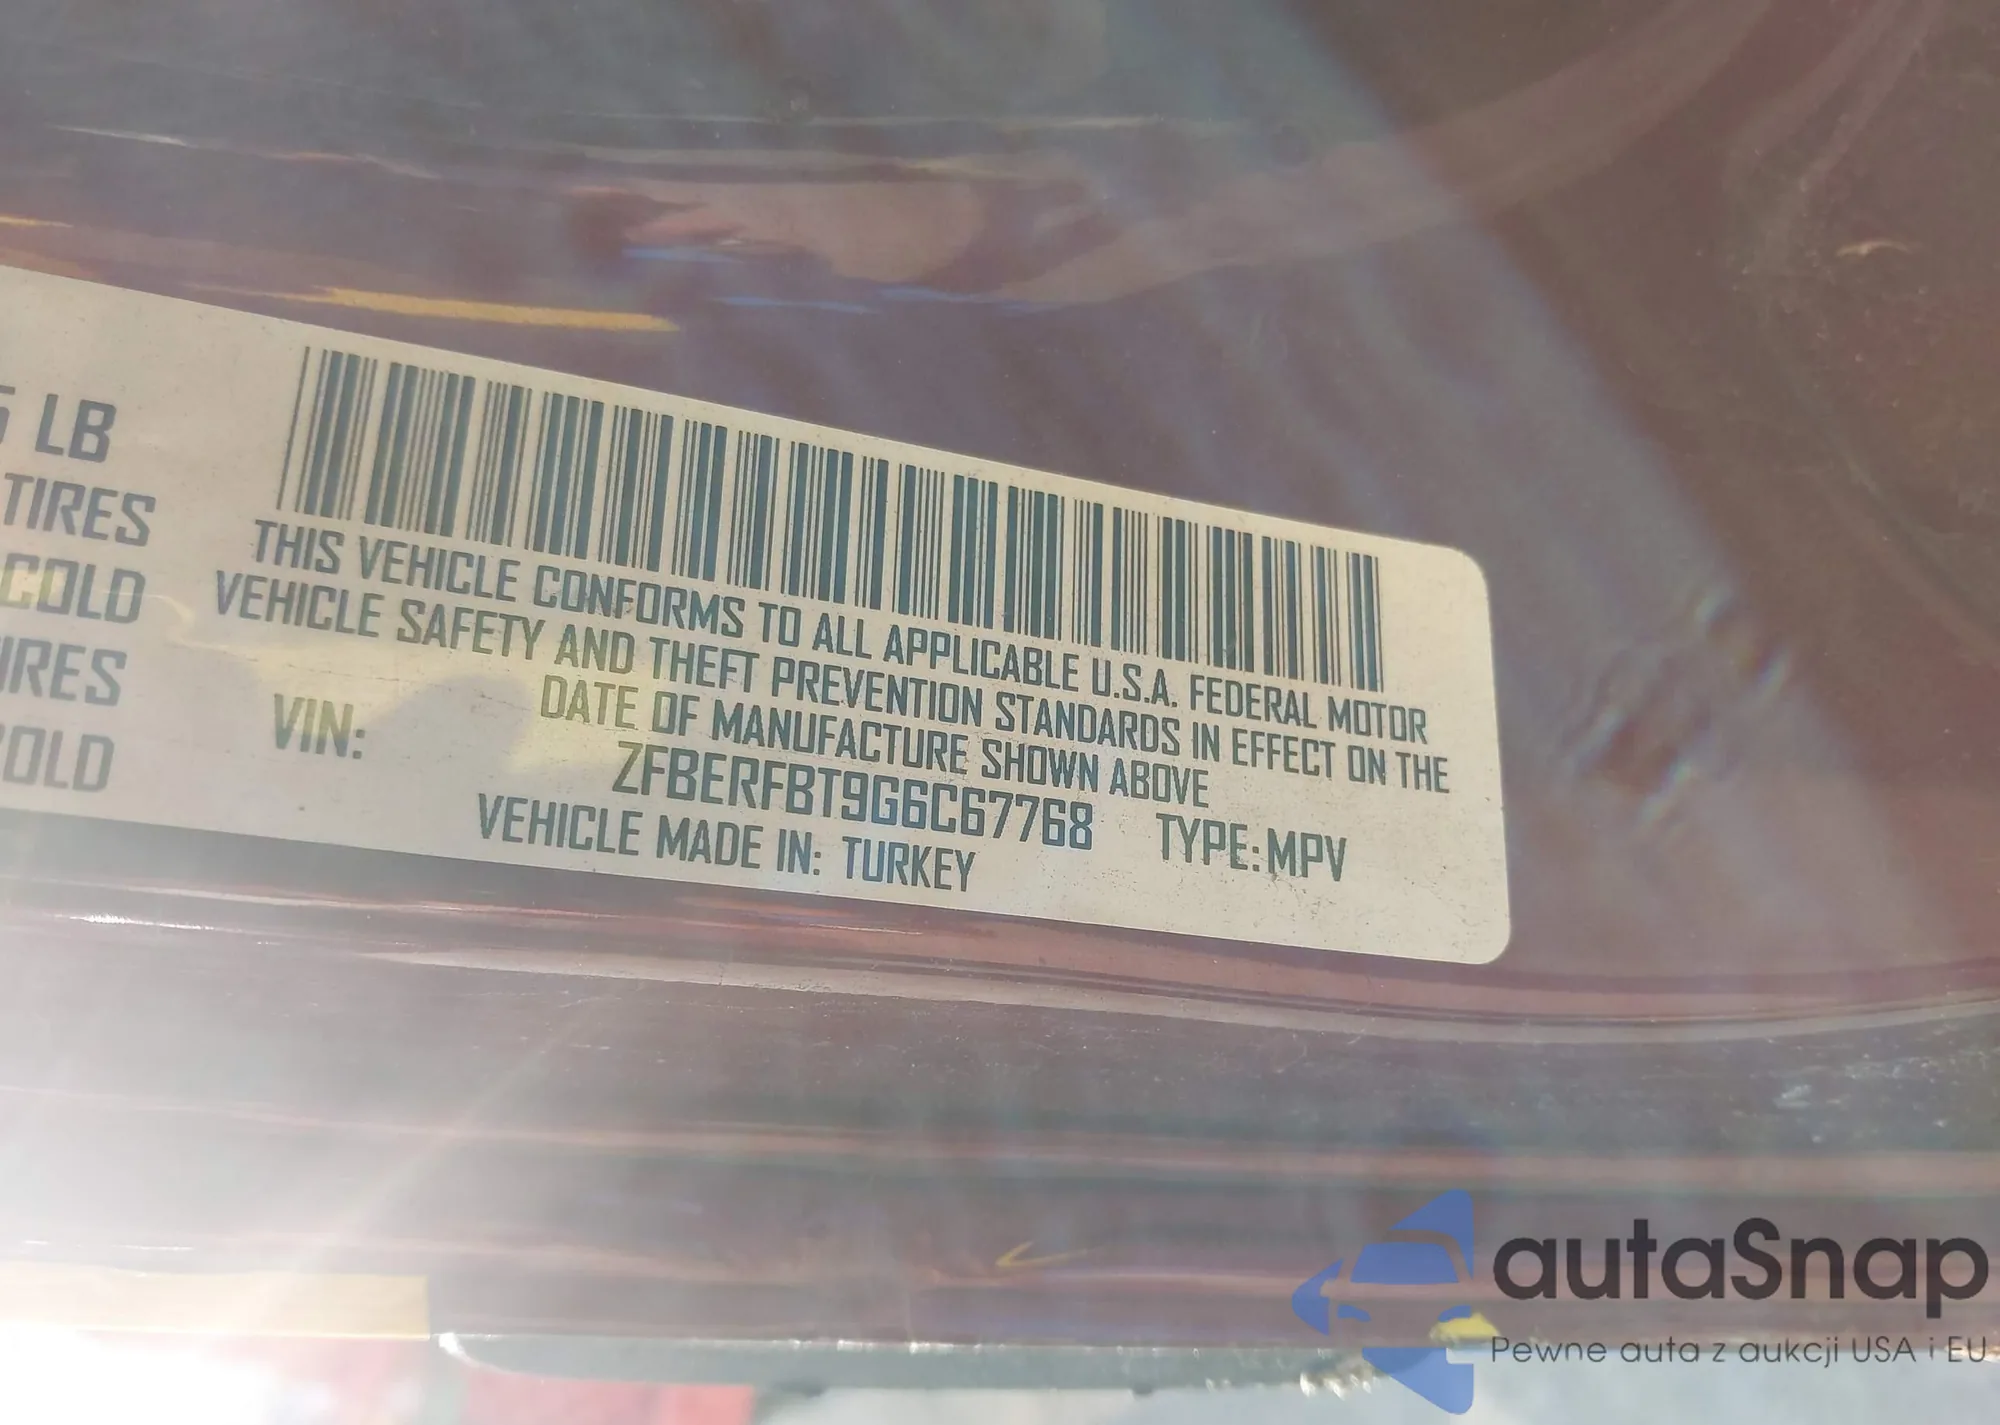 5 LB
TIRES
COLD
IRES
COLD
THIS VEHICLE CONFORMS TO ALL APPLICABLE U.S.A. FEDERAL MOTOR
VEHICLE SAFETY AND THEFT PREVENTION STANDARDS IN EFFECT ON THE
DATE OF MANUFACTURE SHOWN ABOVE
VIN: ZFBERFBT9G6C67768 TYPE: MPV
VEHICLE MADE IN: TURKEY
autaSnap
Pewne auta z aukcji USA i EU